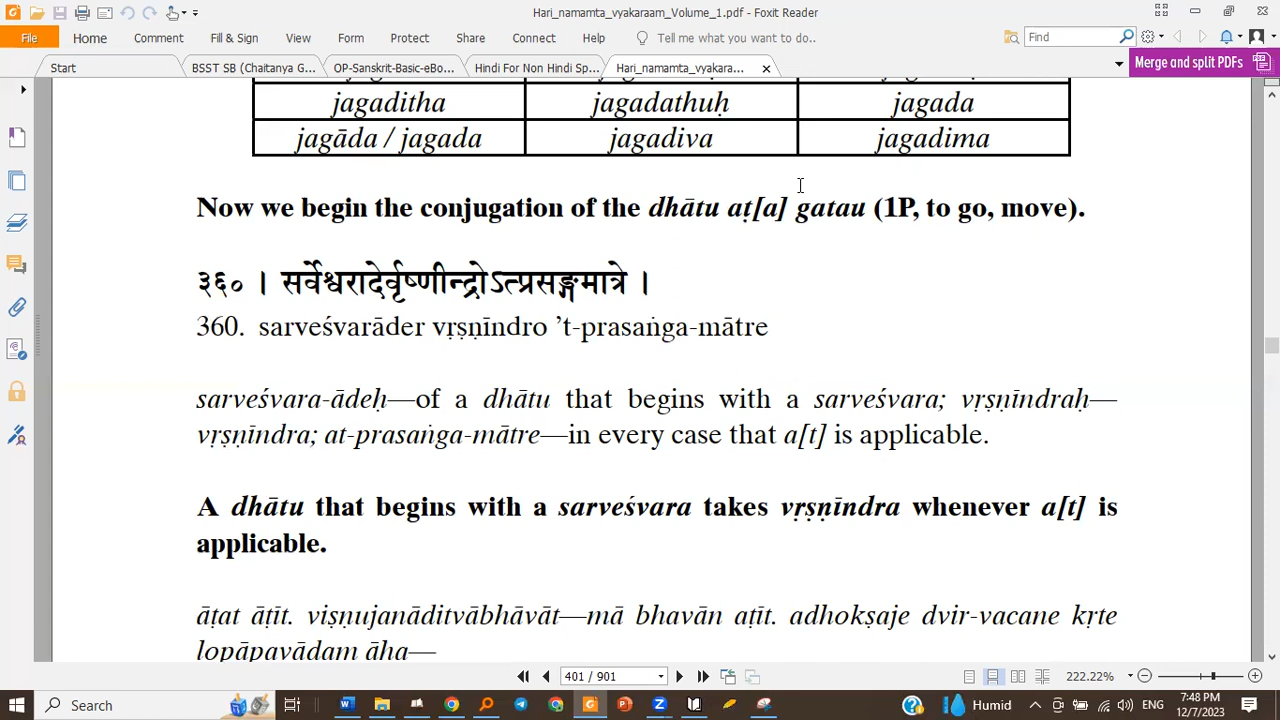 Hari_namamta_vyakaraam_Volume_1.pdf - Foxit Reader
File Home Comment Fill & Sign View Form Protect Share Connect Help Tell me what you want to do.. Find
Start BSST SB (Chaitanya G... OP-Sanskrit-Basic-eBo... Hindi For Non Hindi Sp... Hari_namamta_vyakara... Merge and split PDFs
jagaditha jagadathuḥ jagada
jagāda / jagada jagadiva jagadima
Now we begin the conjugation of the dhātu aṭ[a] gatau (1P, to go, move).
३६० । सर्वेश्वरादेर्वृष्णीन्द्रोऽत्प्रसङ्गमात्रे ।
360. sarveśvarāder vṛṣṇīndro ’t-prasaṅga-mātre
sarveśvara-ādeḥ—of a dhātu that begins with a sarveśvara; vṛṣṇīndraḥ—
vṛṣṇīndra; at-prasaṅga-mātre—in every case that a[t] is applicable.
A dhātu that begins with a sarveśvara takes vṛṣṇīndra whenever a[t] is
applicable.
āṭat āṭīt. viṣṇujanāditvābhāvāt—mā bhavān aṭīt. adhokṣaje dvir-vacane kṛte
lopāpavādam āha—
401 / 901 222.22%
Search Humid 7:48 PM
12/7/2023